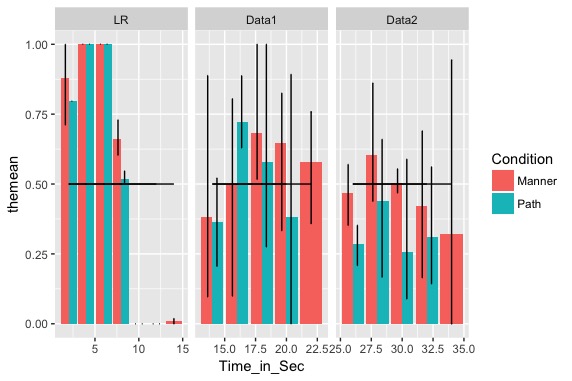 LR Data1 Data2
1.00
0.75
0.50
0.25
0.00
themean
5 10 15 15.0 17.5 20.0 22.5 25.0 27.5 30.0 32.5 35.0
Time_in_Sec
Condition
Manner
Path